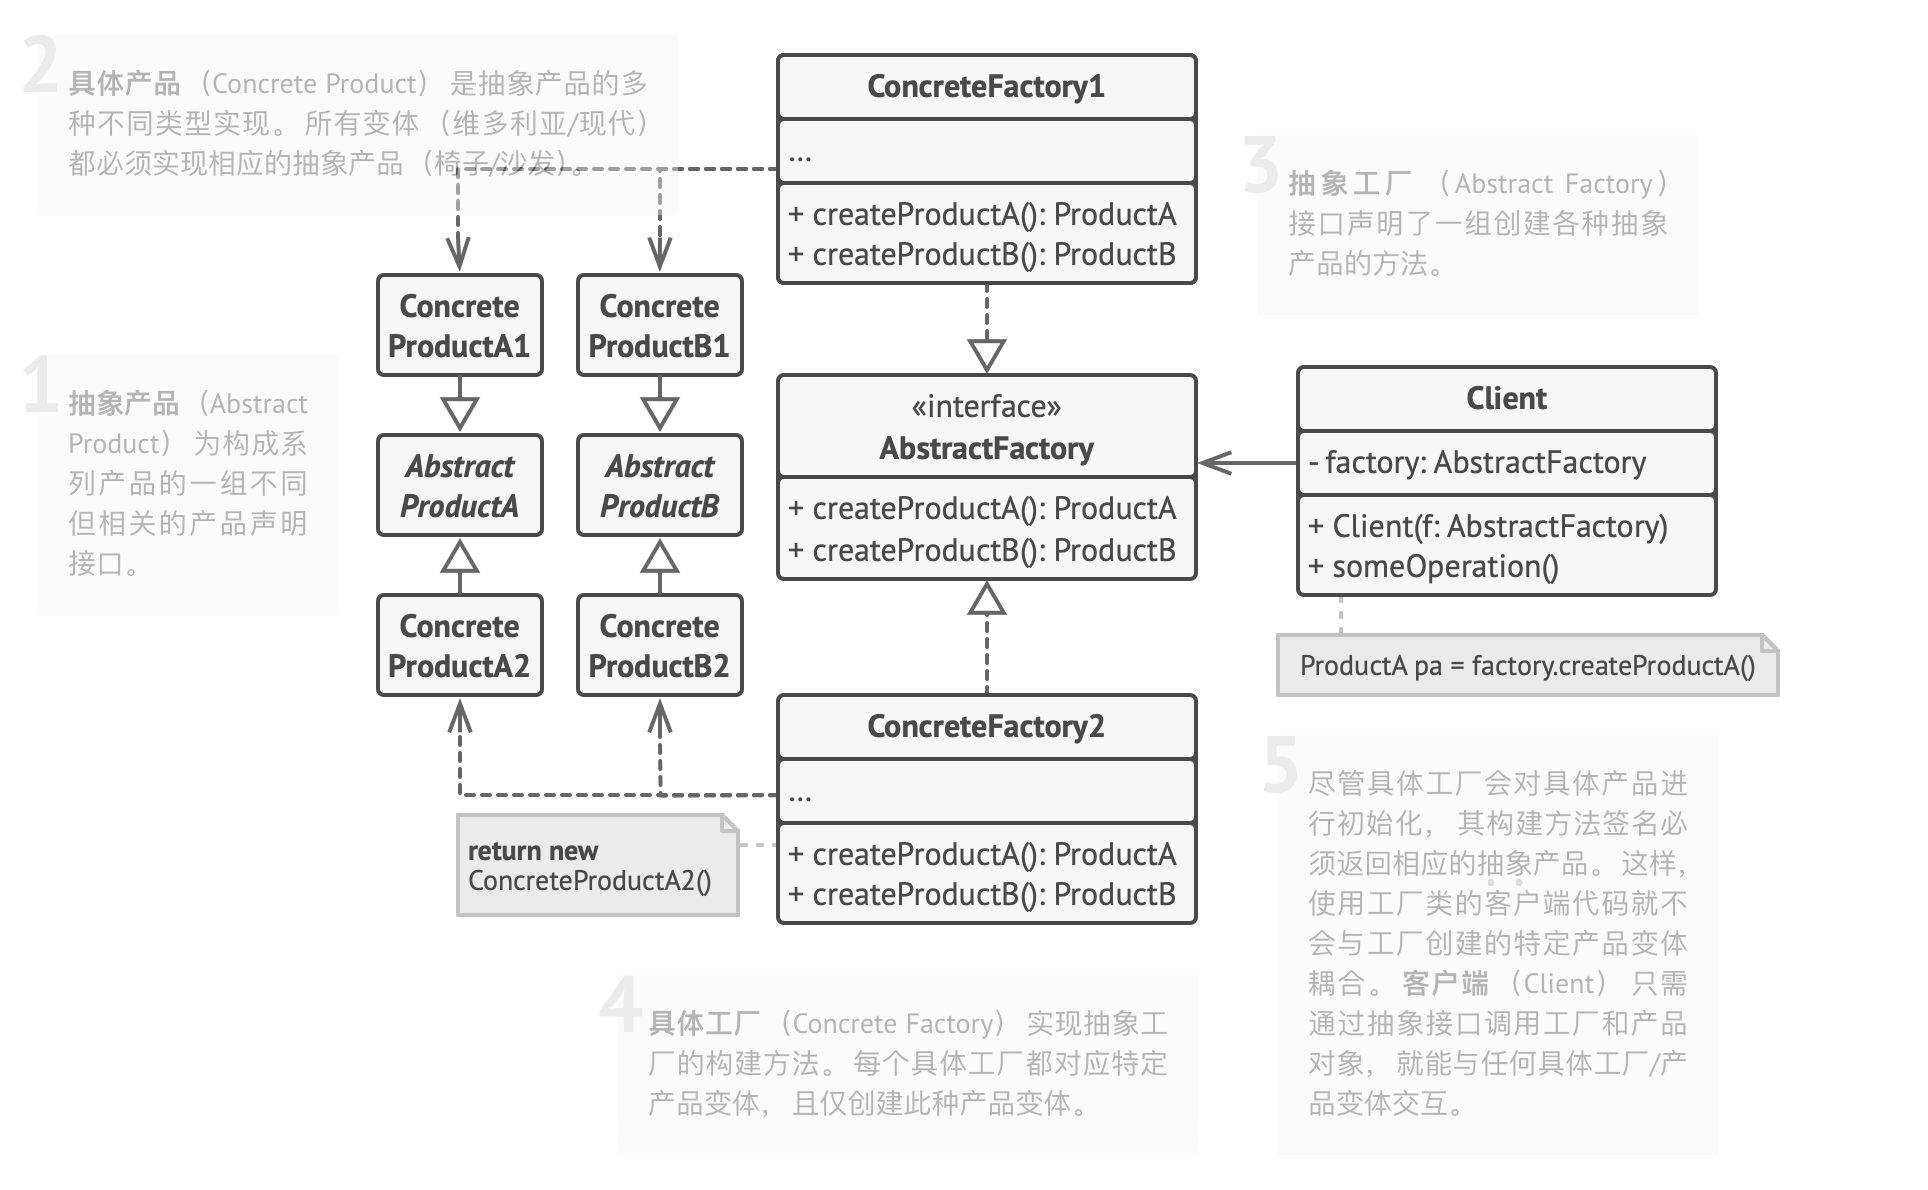 2
具体产品（Concrete Product） 是抽象产品的多
种不同类型实现。 所有变体（维多利亚/现代）
都必须实现相应的抽象产品（椅子/沙发）。
ConcreteFactory1
...
+ createProductA(): ProductA
+ createProductB(): ProductB
3
抽象工厂（Abstract Factory）
接口声明了一组创建各种抽象
产品的方法。
Concrete
ProductA1
Concrete
ProductB1
1
抽象产品（Abstract
Product） 为构成系
列产品的一组不同
但相关的产品声明
接口。
Abstract
ProductA
Abstract
ProductB
«interface»
AbstractFactory
+ createProductA(): ProductA
+ createProductB(): ProductB
Client
- factory: AbstractFactory
+ Client(f: AbstractFactory)
+ someOperation()
Concrete
ProductA2
Concrete
ProductB2
ProductA pa = factory.createProductA()
ConcreteFactory2
...
+ createProductA(): ProductA
+ createProductB(): ProductB
return new
ConcreteProductA2()
5
尽管具体工厂会对具体产品进
行初始化， 其构建方法签名必
须返回相应的抽象产品。 这样，
使用工厂类的客户端代码就不
会与工厂创建的特定产品变体
耦合。 客户端（Client） 只需
通过抽象接口调用工厂和产品
对象， 就能与任何具体工厂/产
品变体交互。
4
具体工厂（Concrete Factory） 实现抽象工
厂的构建方法。 每个具体工厂都对应特定
产品变体， 且仅创建此种产品变体。